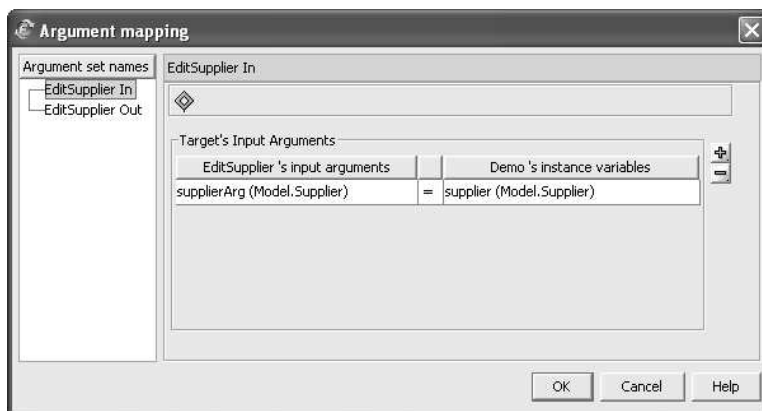 Argument mapping
Argument set names
EditSupplier In
EditSupplier Out
EditSupplier In
Target's Input Arguments
EditSupplier 's input arguments Demo 's instance variables
supplierArg (Model.Supplier) = supplier (Model.Supplier)
OK Cancel Help